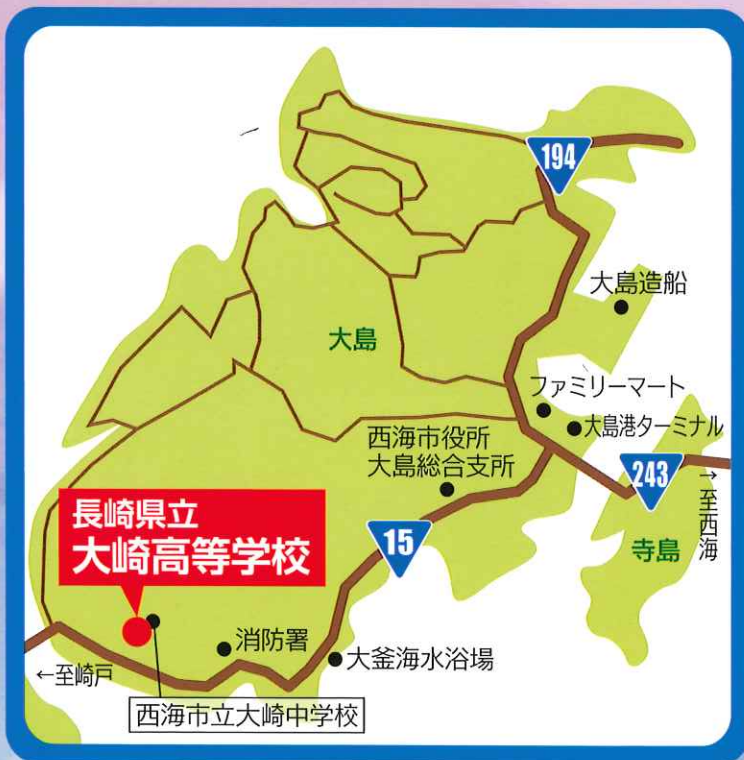 194
大島造船
大島
ファミリーマート
大島港ターミナル
西海市役所
大島総合支所
243
→至西海
寺島
15
長崎県立
大崎高等学校
消防署
大釜海水浴場
←至崎戸
西海市立大崎中学校